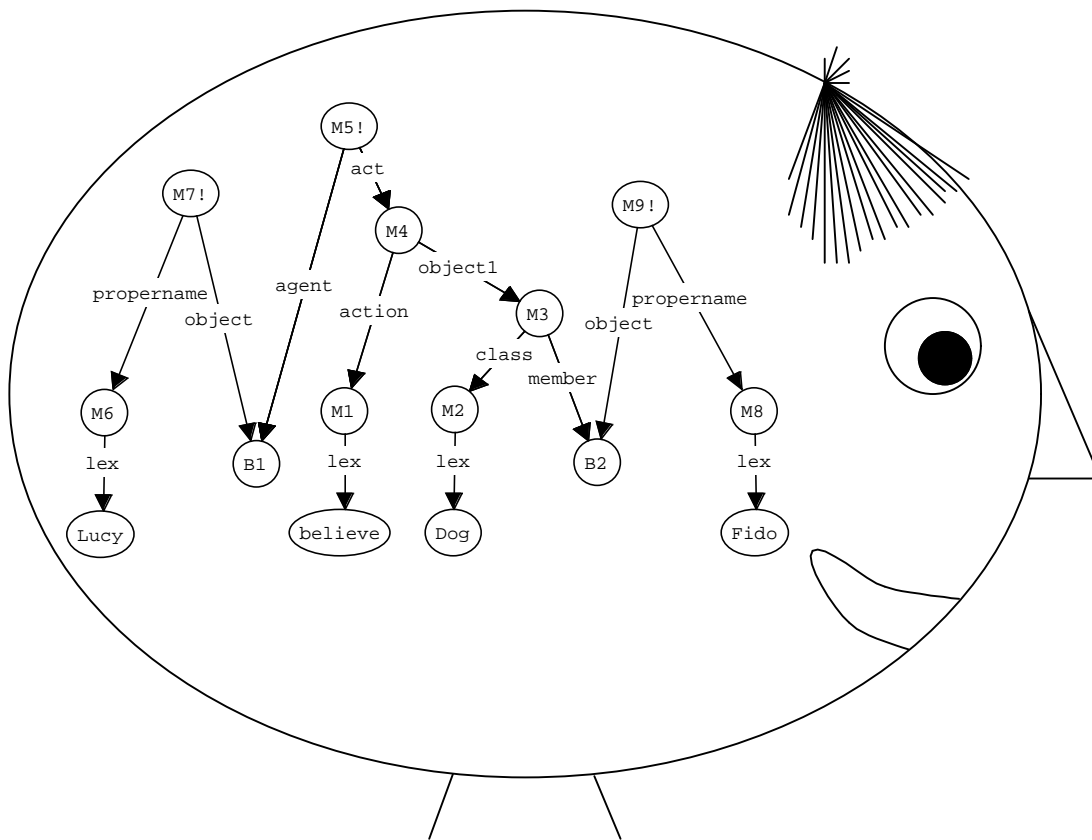 M5!
act
M7!
M9!
M4
object1
agent
propername
object
action
propername
object
M3
class
member
M6
M1
M2
M8
B1
B2
lex
lex
lex
lex
Lucy
believe
Dog
Fido